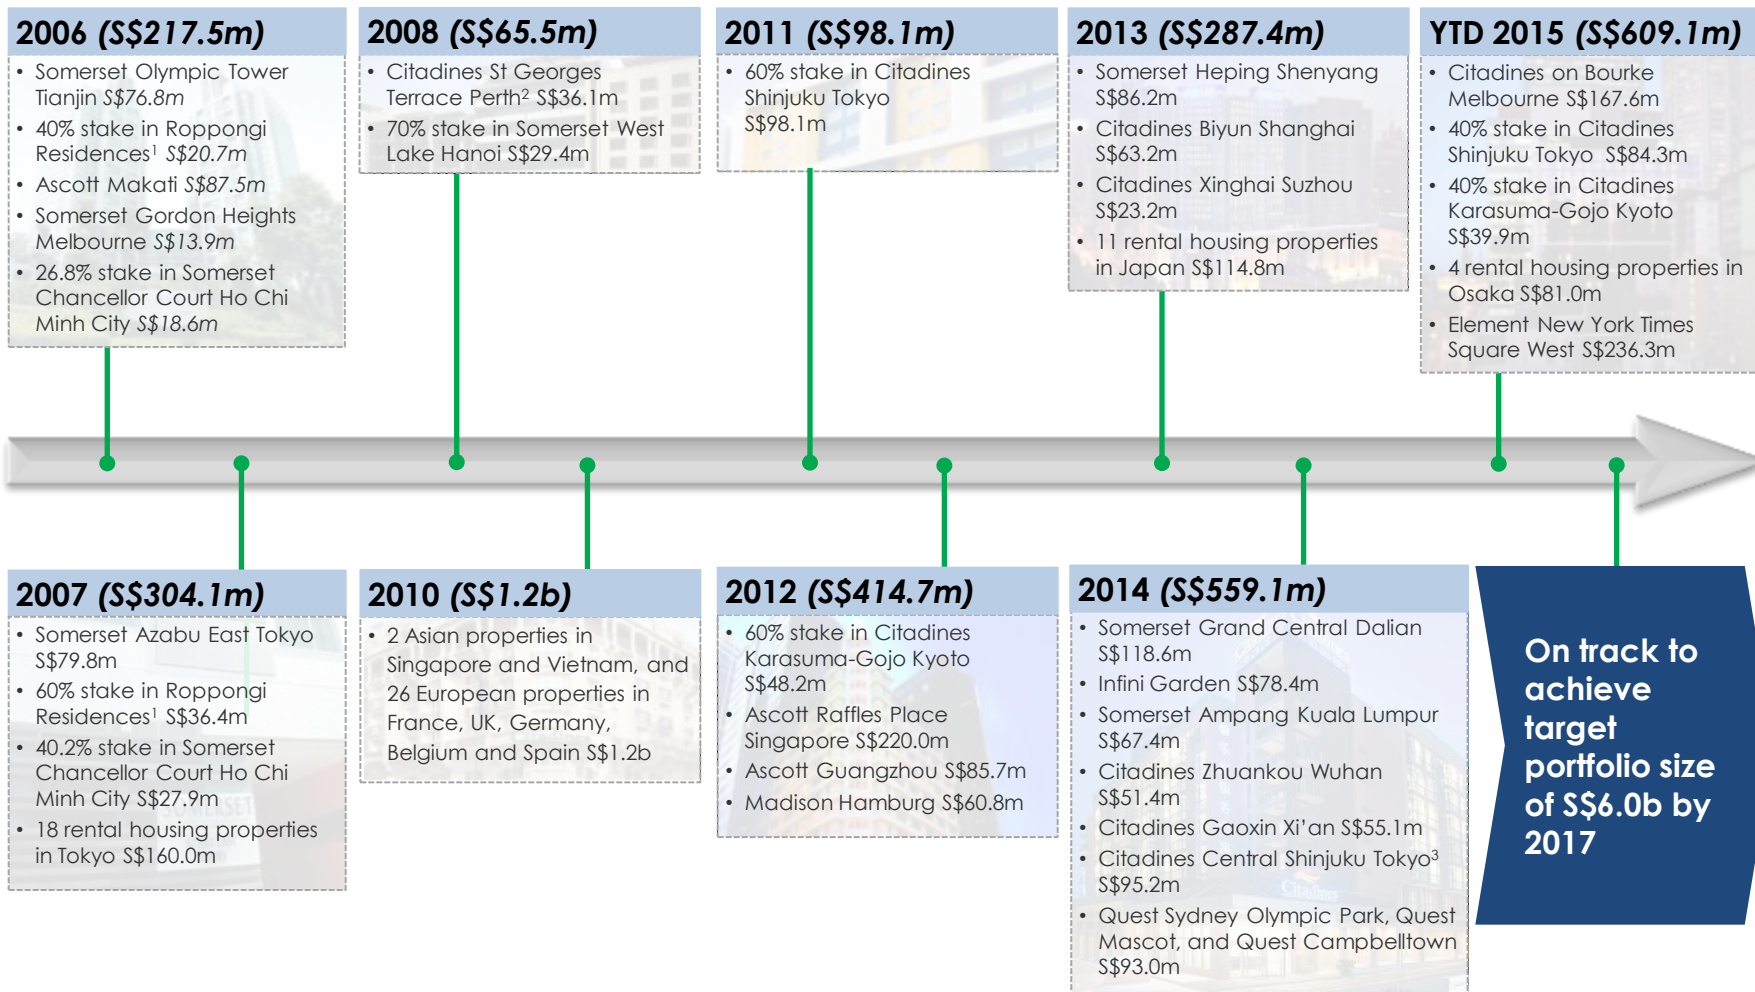 2006 (S$217.5m)
• Somerset Olympic Tower
Tianjin S$76.8m
• 40% stake in Roppongi
Residences¹ S$20.7m
• Ascott Makati S$87.5m
• Somerset Gordon Heights
Melbourne S$13.9m
• 26.8% stake in Somerset
Chancellor Court Ho Chi
Minh City S$18.6m
2008 (S$65.5m)
• Citadines St Georges
Terrace Perth² S$36.1m
• 70% stake in Somerset West
Lake Hanoi S$29.4m
2011 (S$98.1m)
• 60% stake in Citadines
Shinjuku Tokyo
S$98.1m
2013 (S$287.4m)
• Somerset Heping Shenyang
S$86.2m
• Citadines Biyun Shanghai
S$63.2m
• Citadines Xinghai Suzhou
S$23.2m
• 11 rental housing properties
in Japan S$114.8m
YTD 2015 (S$609.1m)
• Citadines on Bourke
Melbourne S$167.6m
• 40% stake in Citadines
Shinjuku Tokyo S$84.3m
• 40% stake in Citadines
Karasuma-Gojo Kyoto
S$39.9m
• 4 rental housing properties in
Osaka S$81.0m
• Element New York Times
Square West S$236.3m
2007 (S$304.1m)
• Somerset Azabu East Tokyo
S$79.8m
• 60% stake in Roppongi
Residences¹ S$36.4m
• 40.2% stake in Somerset
Chancellor Court Ho Chi
Minh City S$27.9m
• 18 rental housing properties
in Tokyo S$160.0m
SOMERSET
2010 (S$1.2b)
• 2 Asian properties in
Singapore and Vietnam, and
26 European properties in
France, UK, Germany,
Belgium and Spain S$1.2b
2012 (S$414.7m)
• 60% stake in Citadines
Karasuma-Gojo Kyoto
S$48.2m
• Ascott Raffles Place
Singapore S$220.0m
• Ascott Guangzhou S$85.7m
• Madison Hamburg S$60.8m
2014 (S$559.1m)
• Somerset Grand Central Dalian
S$118.6m
• Infini Garden S$78.4m
• Somerset Ampang Kuala Lumpur
S$67.4m
• Citadines Zhuankou Wuhan
S$51.4m
• Citadines Gaoxin Xi’an S$55.1m
• Citadines Central Shinjuku Tokyo³
S$95.2m
Citadines
• Quest Sydney Olympic Park, Quest
Mascot, and Quest Campbelltown
S$93.0m
On track to
achieve
target
portfolio size
of S$6.0b by
2017